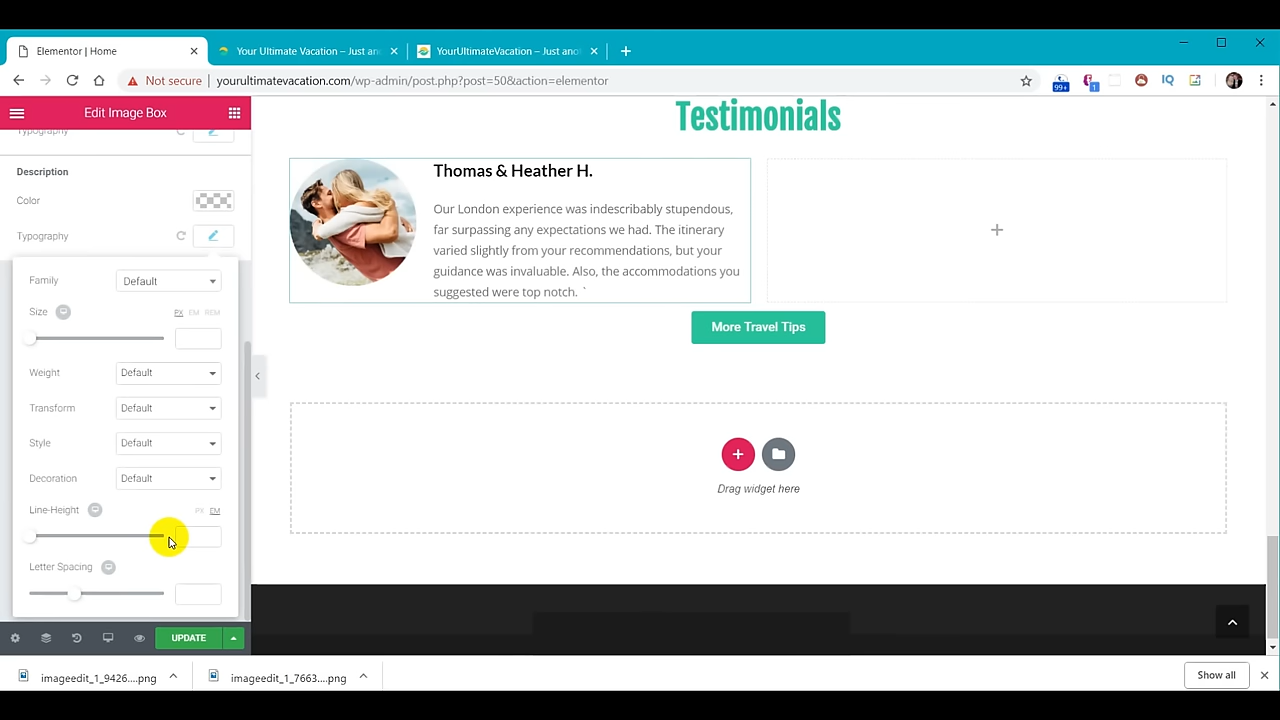 Elementor | Home
Your Ultimate Vacation – Just an
YourUltimateVacation – Just anot
Not secure | yourultimatevacation.com/wp-admin/post.php?post=50&action=elementor
99+
1
IQ
Edit Image Box
Typography
Description
Color
Typography
Family Default
Size PX EM REM
Weight Default
Transform Default
Style Default
Decoration Default
Line-Height PX EM
Letter Spacing
UPDATE
Testimonials
Thomas & Heather H.
Our London experience was indescribably stupendous,
far surpassing any expectations we had. The itinerary
varied slightly from your recommendations, but your
guidance was invaluable. Also, the accommodations you
suggested were top notch. `
More Travel Tips
Drag widget here
imageedit_1_9426....png
imageedit_1_7663....png
Show all